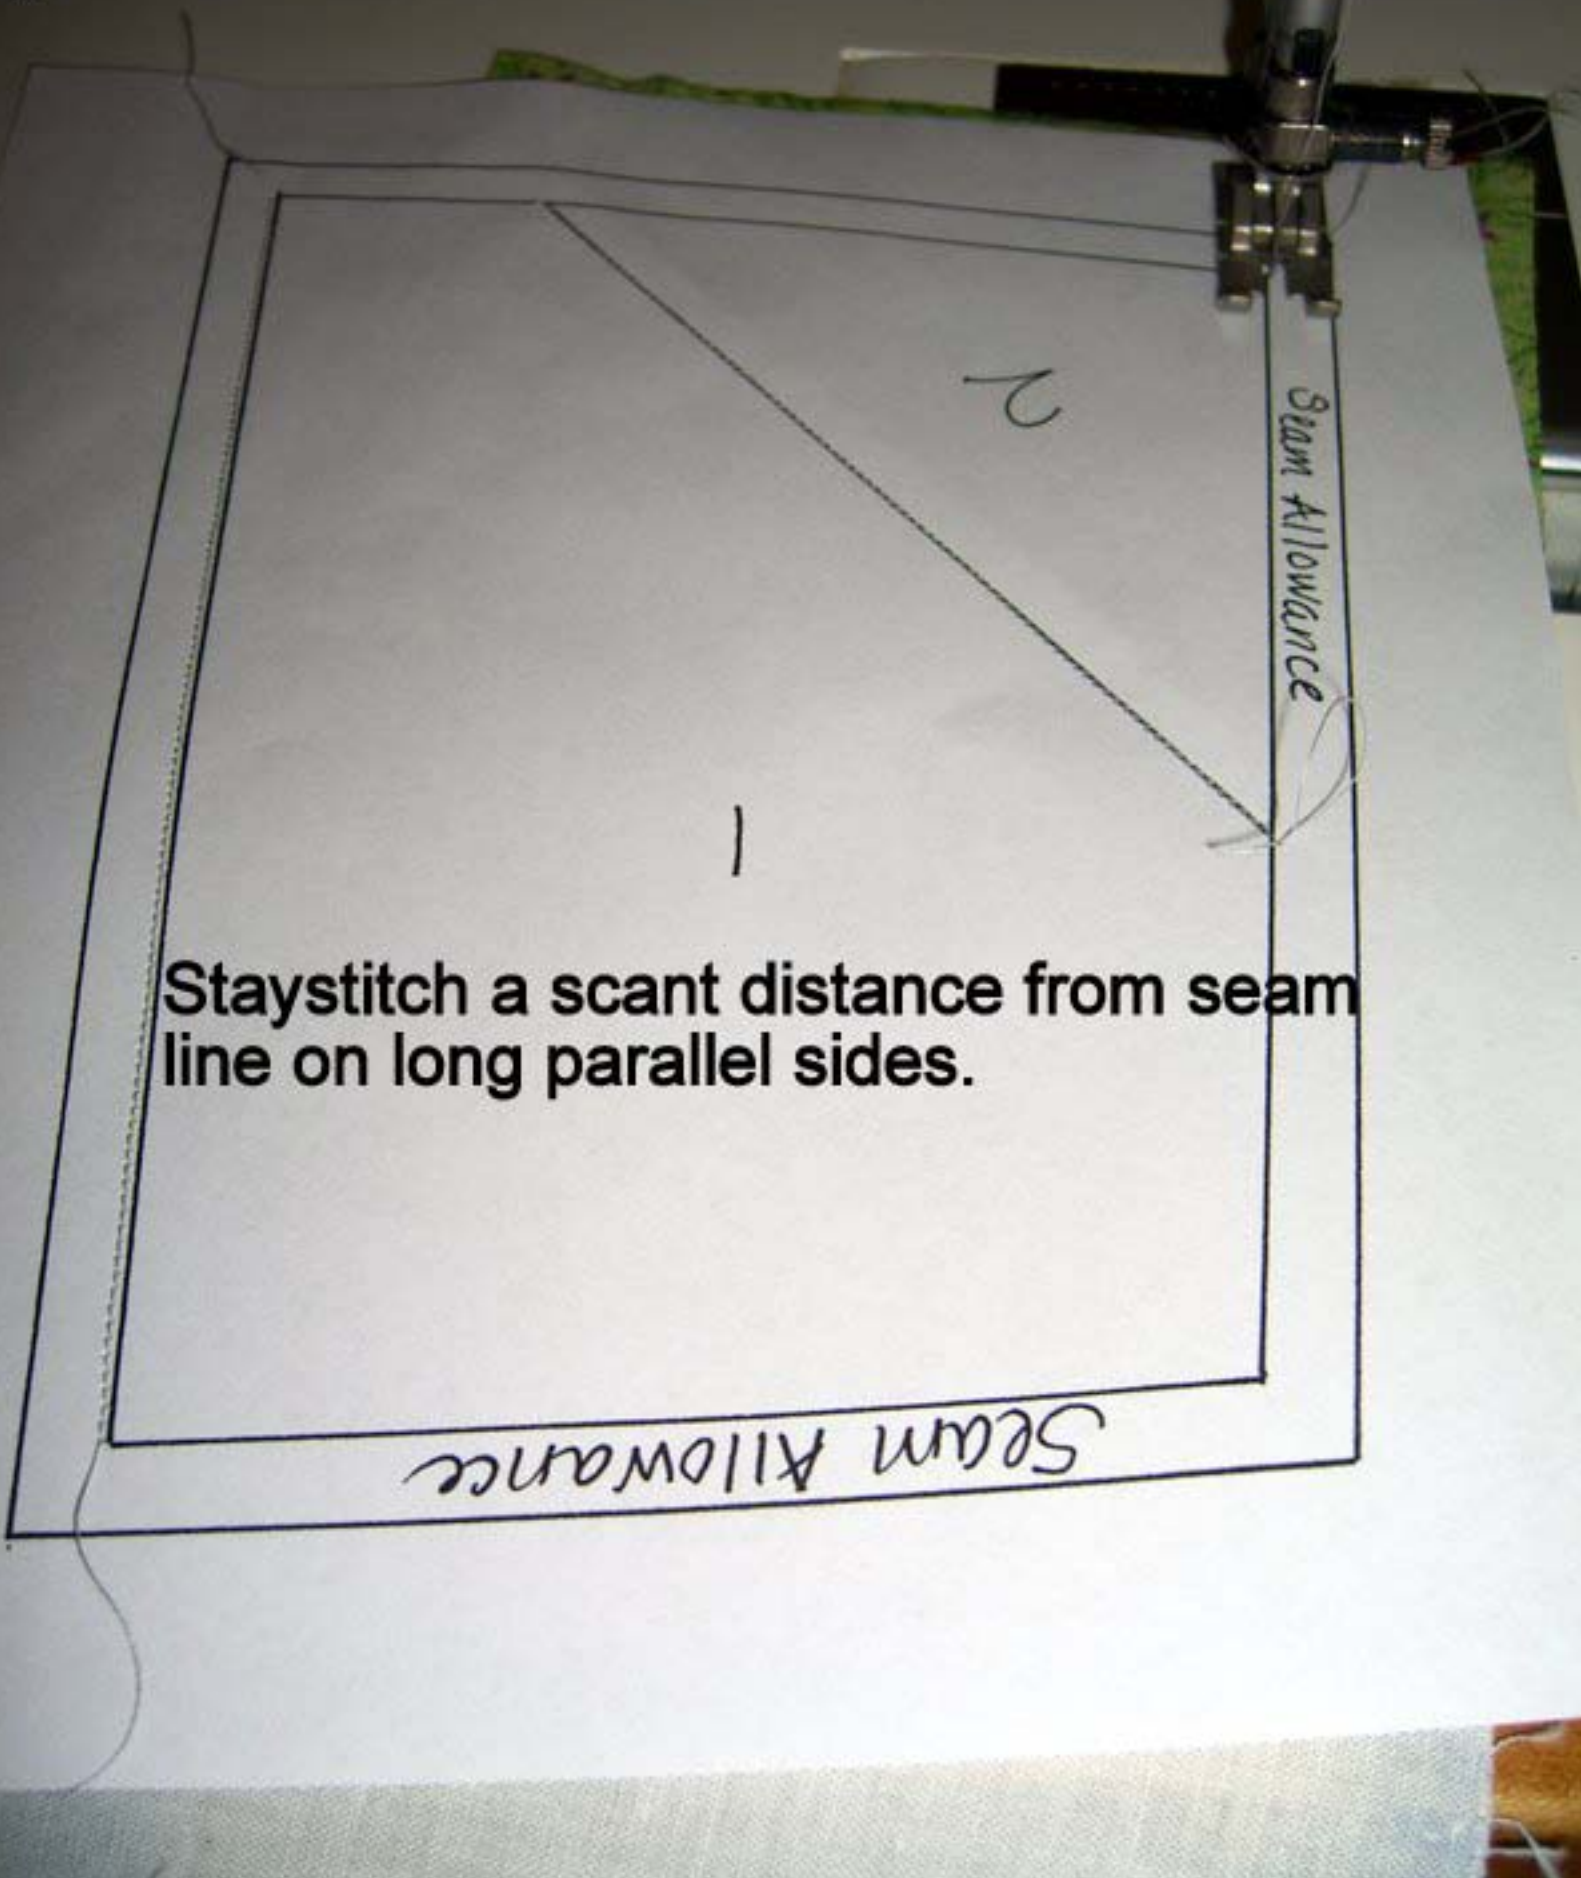 2
Seam Allowance
1
Staystitch a scant distance from seam
line on long parallel sides.
Seam Allowance